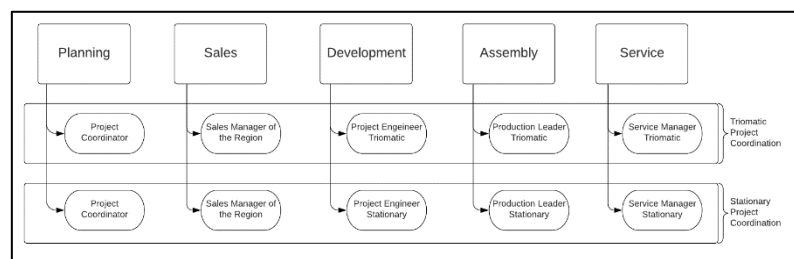 Planning
Sales
Development
Assembly
Service
Project
Coordinator
Sales Manager of
the Region
Project Engeineer
Triomatic
Production Leader
Triomatic
Service Manager
Triomatic
Triomatic
Project
Coordination
Project
Coordinator
Sales Manager of
the Region
Project Engineer
Stationary
Production Leader
Stationary
Service Manager
Stationary
Stationary
Project
Coordination